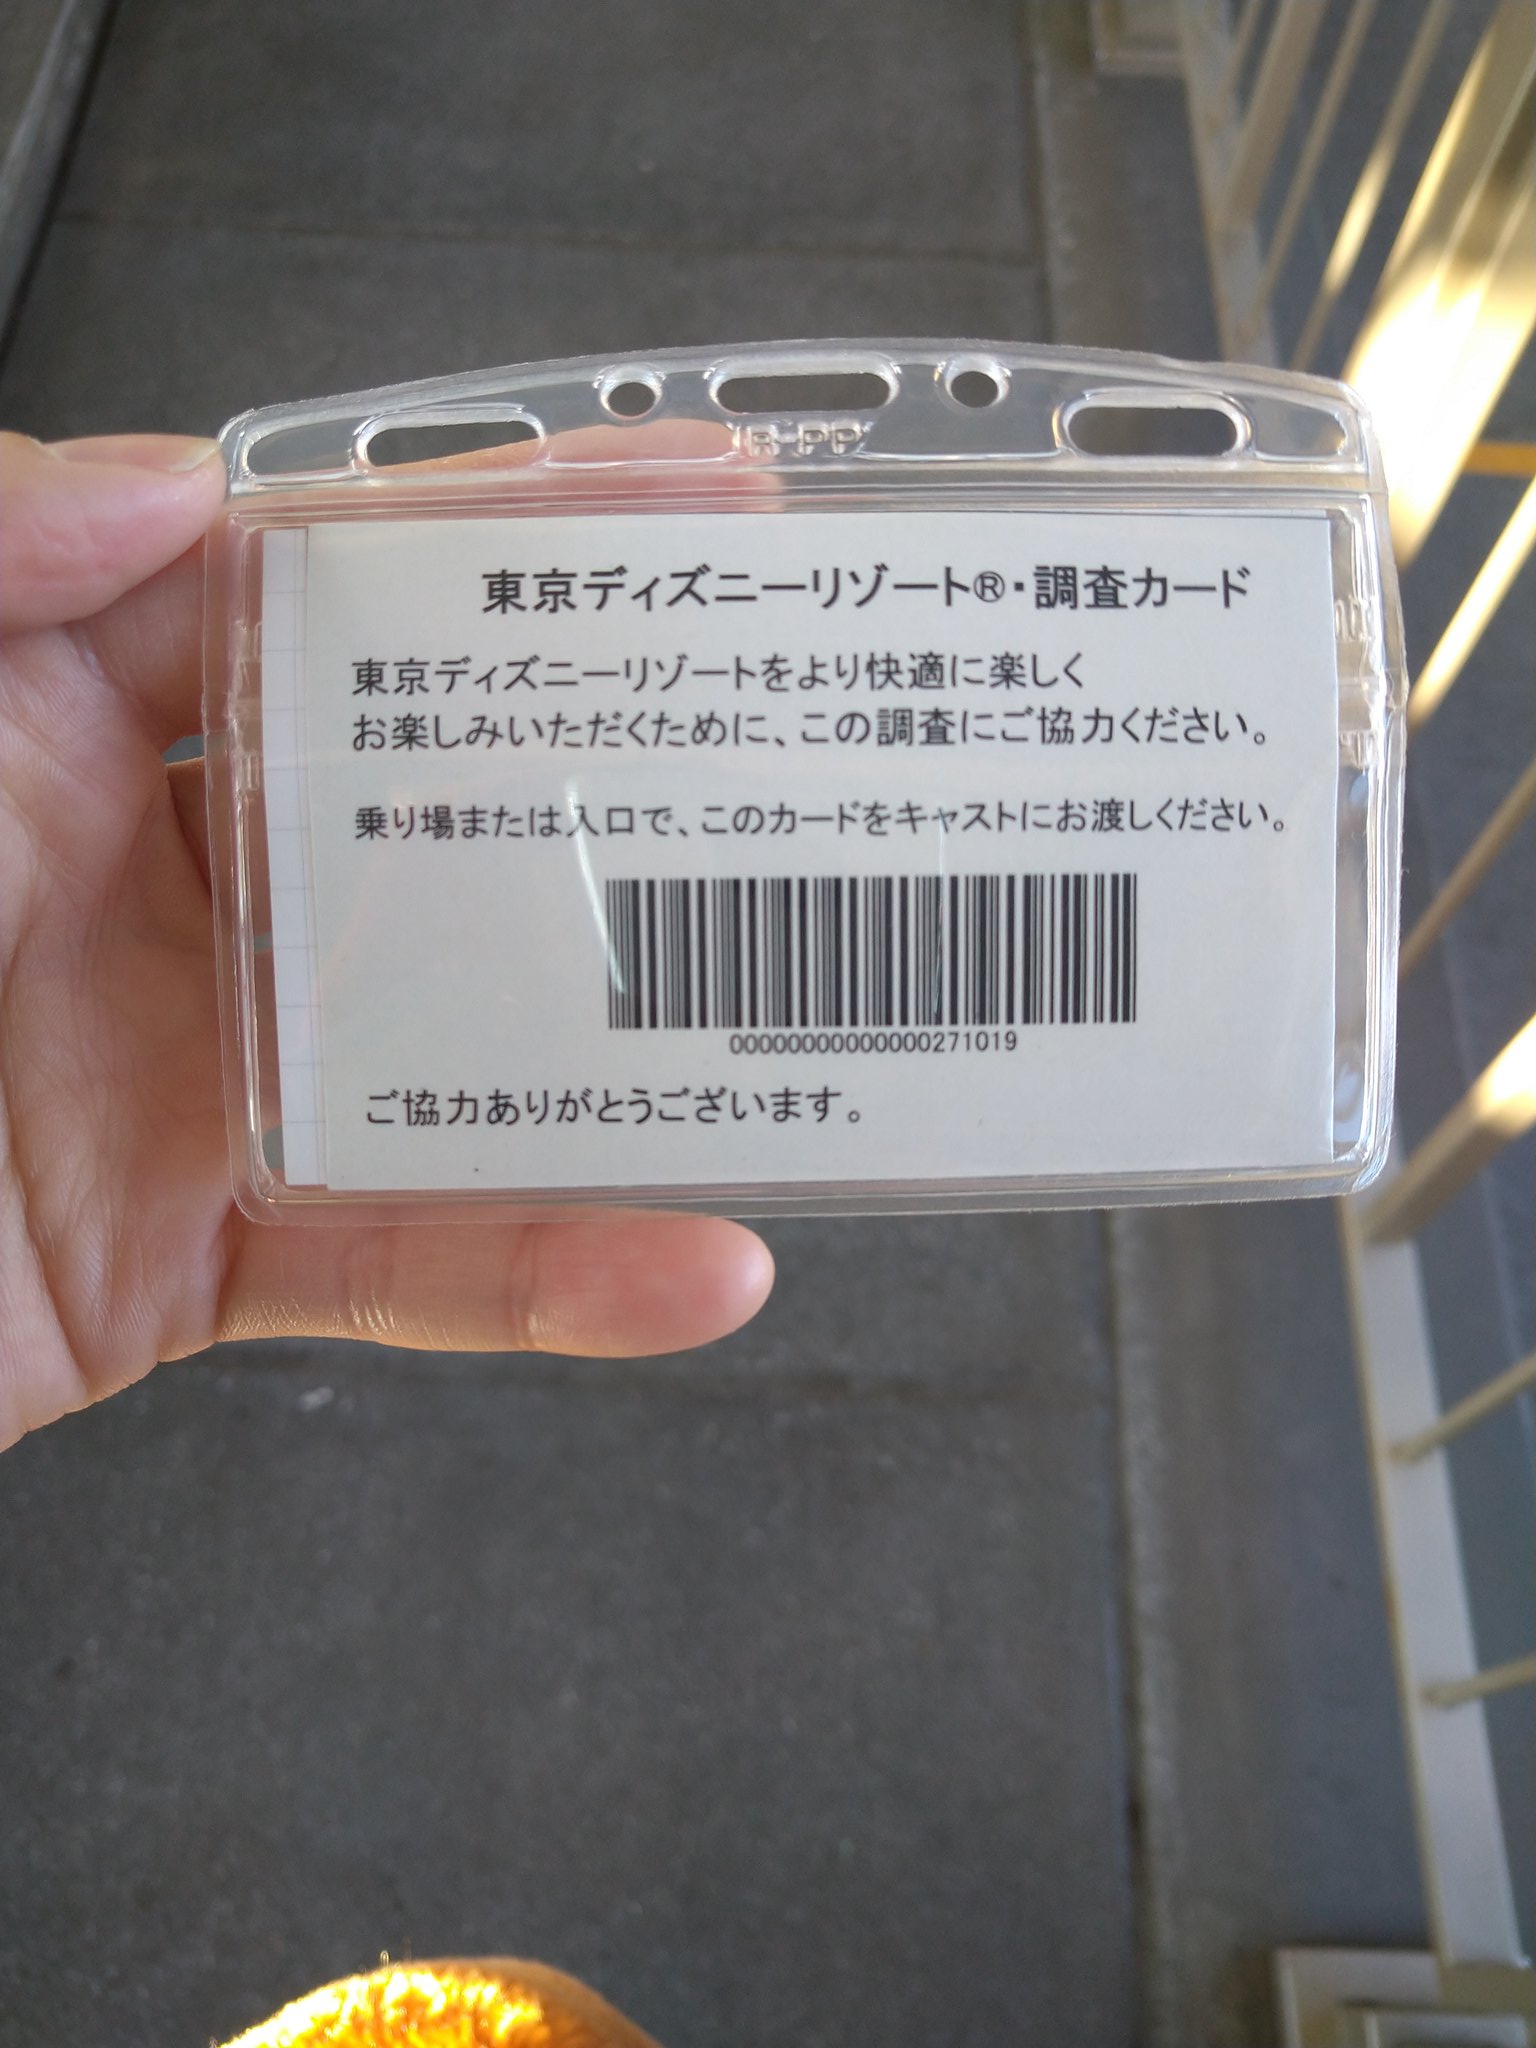 東京ディズニーリゾート®・調査カード
東京ディズニーリゾートをより快適に楽しく
お楽しみいただくために、この調査にご協力ください。
乗り場または入口で、このカードをキャストにお渡しください。
00000000000000271019
ご協力ありがとうございます。